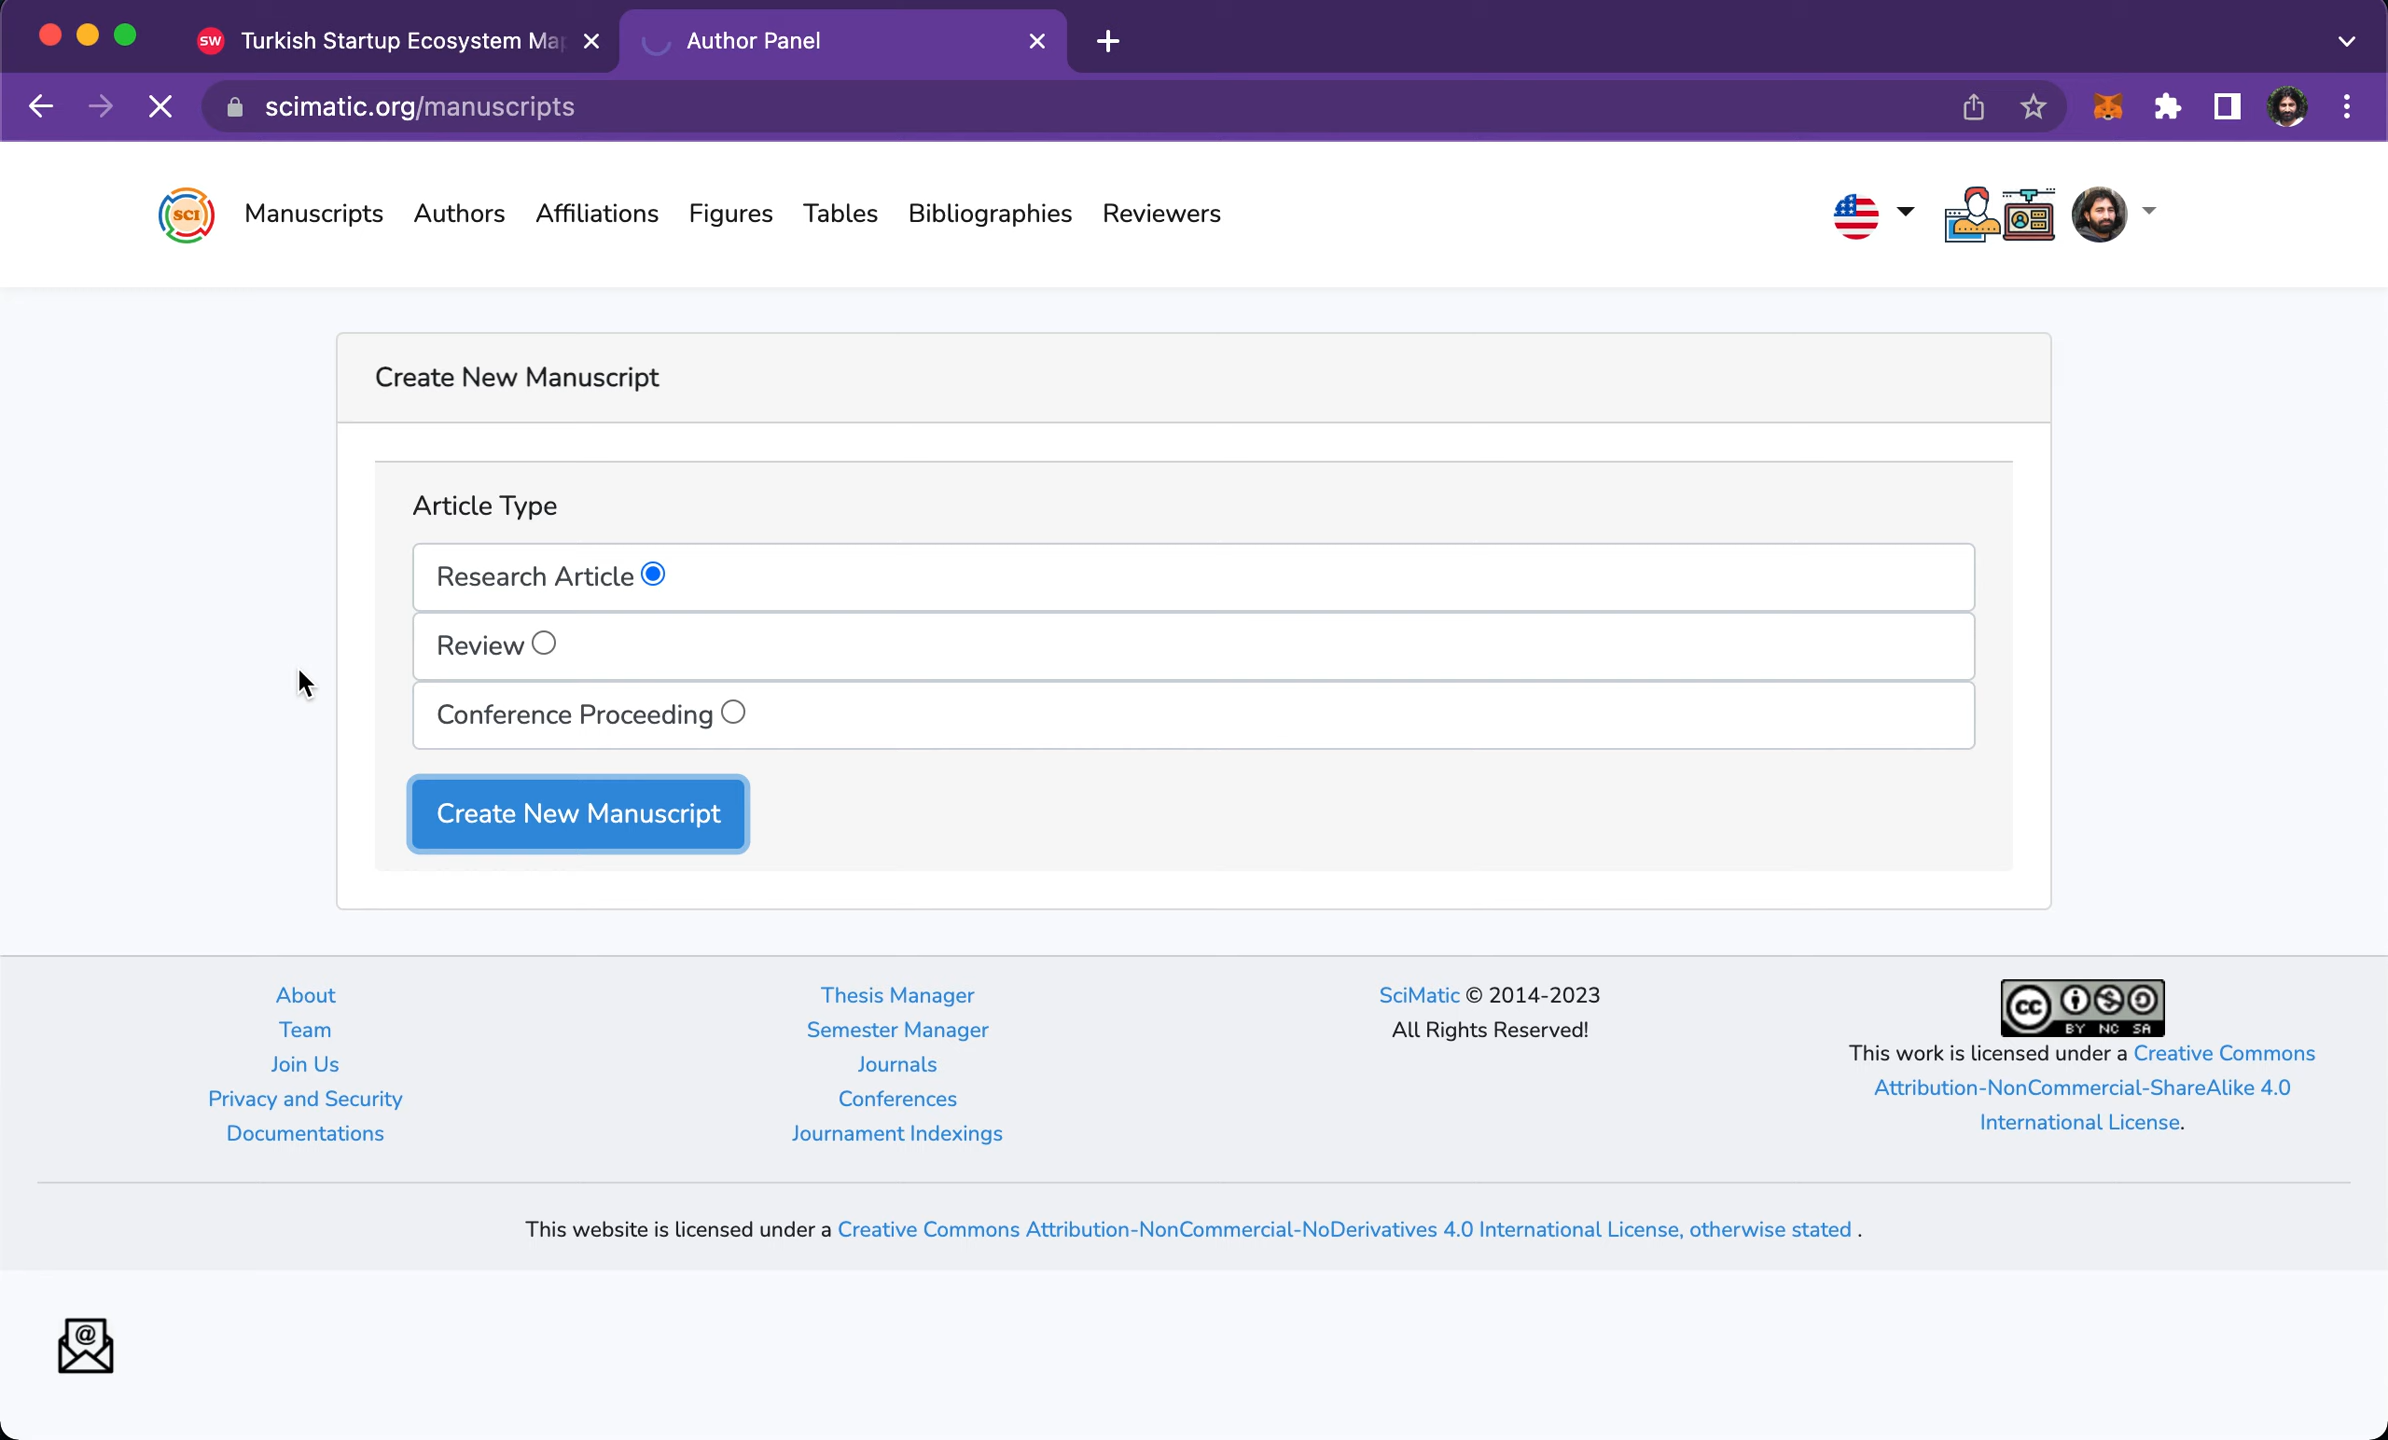 SW Turkish Startup Ecosystem Ma
Author Panel
scimatic.org/manuscripts
SCI Manuscripts Authors Affiliations Figures Tables Bibliographies Reviewers
Create New Manuscript
Article Type
Research Article
Review
Conference Proceeding
Create New Manuscript
About
Team
Join Us
Privacy and Security
Documentations
Thesis Manager
Semester Manager
Journals
Conferences
Journament Indexings
SciMatic © 2014-2023
All Rights Reserved!
cc
BY NC SA
This work is licensed under a Creative Commons
Attribution-NonCommercial-ShareAlike 4.0
International License.
This website is licensed under a Creative Commons Attribution-NonCommercial-NoDerivatives 4.0 International License, otherwise stated .
@